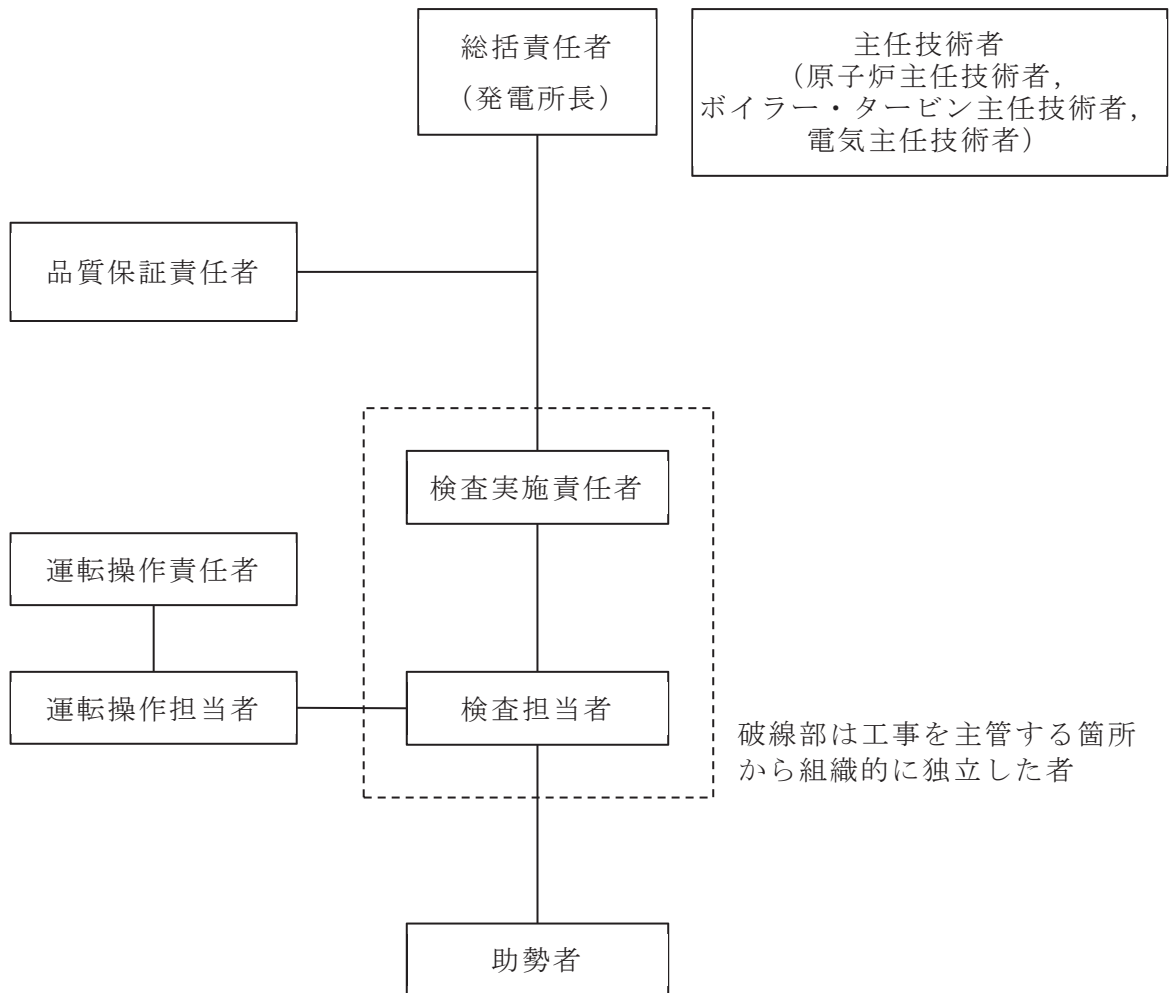 総括責任者
(発電所長)
主任技術者
(原子炉主任技術者,
ボイラー・タービン主任技術者,
電気主任技術者)
品質保証責任者
検査実施責任者
運転操作責任者
運転操作担当者
検査担当者
破線部は工事を主管する箇所
から組織的に独立した者
助勢者